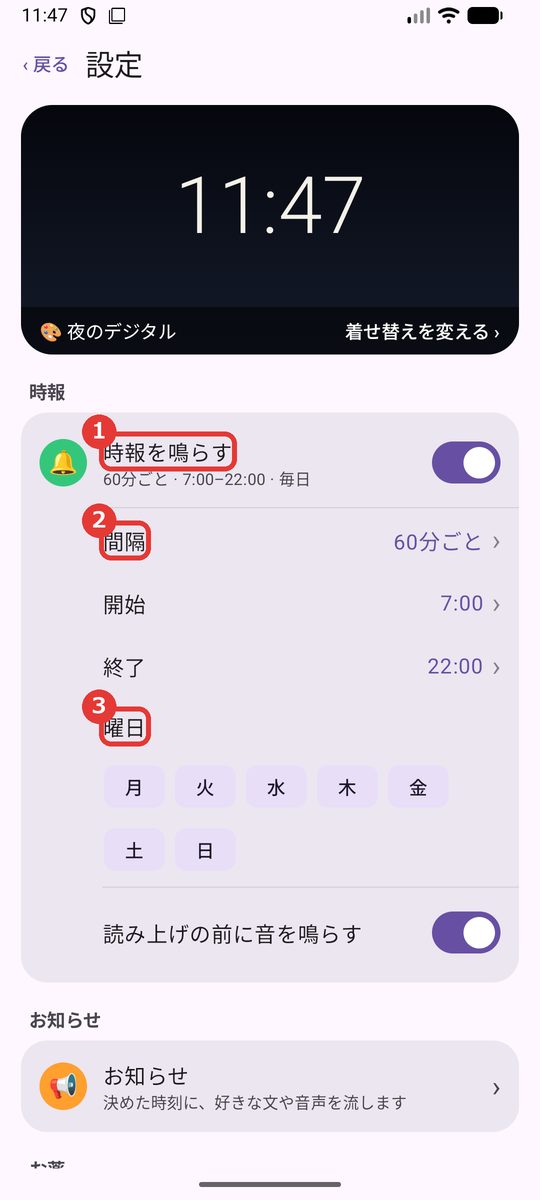 11:47
‹ 戻る 設定
11:47
夜のデジタル 着せ替えを変える ›
時報
1
時報を鳴らす
60分ごと · 7:00–22:00 · 毎日
2
間隔 60分ごと ›
開始 7:00 ›
終了 22:00 ›
3
曜日
月 火 水 木 金
土 日
読み上げの前に音を鳴らす
お知らせ
お知らせ ›
決めた時刻に、好きな文や音声を流します
お薬